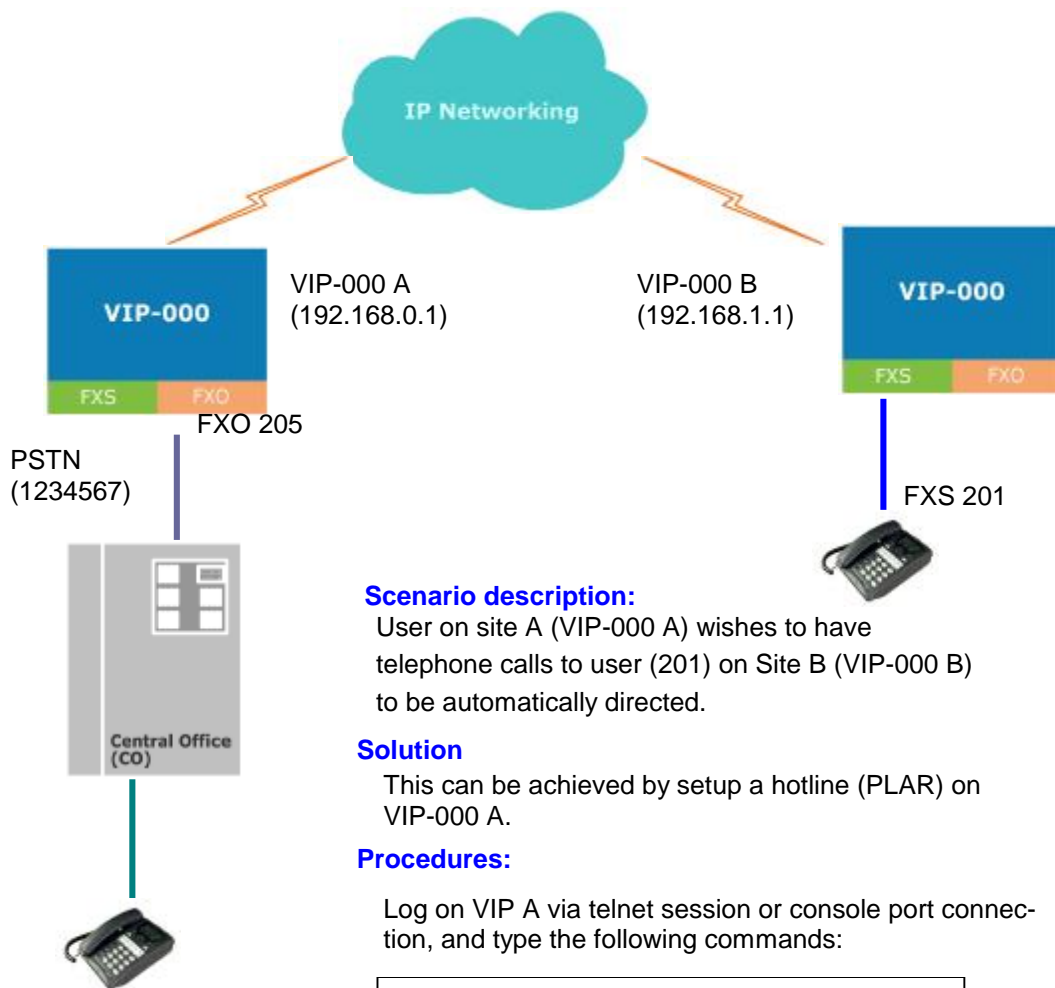 IP Networking
VIP-000
FXS
FXO
VIP-000 A
(192.168.0.1)
VIP-000 B
(192.168.1.1)
VIP-000
FXS
FXO
FXO 205
PSTN
(1234567)
FXS 201
Central Office
(CO)
Scenario description:
User on site A (VIP-000 A) wishes to have
telephone calls to user (201) on Site B (VIP-000 B)
to be automatically directed.
Solution
This can be achieved by setup a hotline (PLAR) on
VIP-000 A.
Procedures:
Log on VIP A via telnet session or console port connec-
tion, and type the following commands: